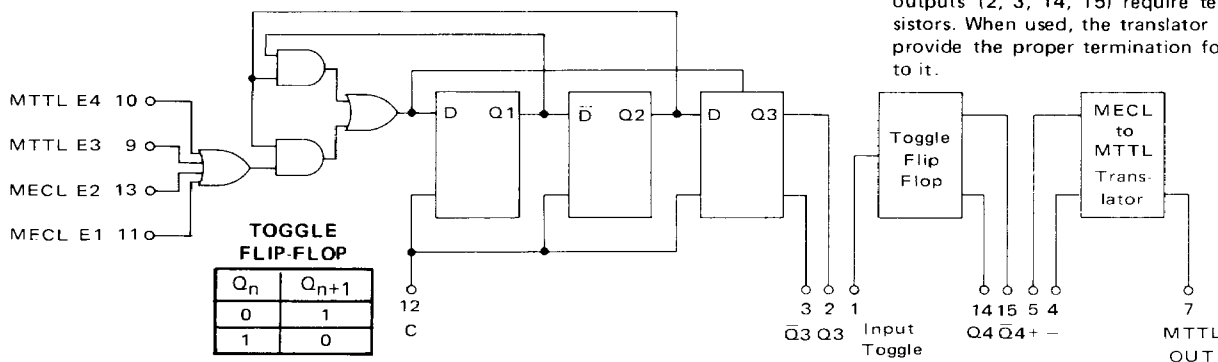 outputs (2, 3, 14, 15) require te
sistors. When used, the translator
provide the proper termination fo
to it.
MTTL E4 10
MTTL E3 9
MECL E2 13
MECL E1 11
D Q1
D̅ Q2
D Q3
Toggle
Flip
Flop
MECL
to
MTTL
Trans-
lator
TOGGLE
FLIP-FLOP
Qn Qn+1
0 1
1 0
12
C
3 2 1 14 15 5 4 7
Q̅3 Q3 Input Q4 Q̅4 + − MTTL
Toggle OUT